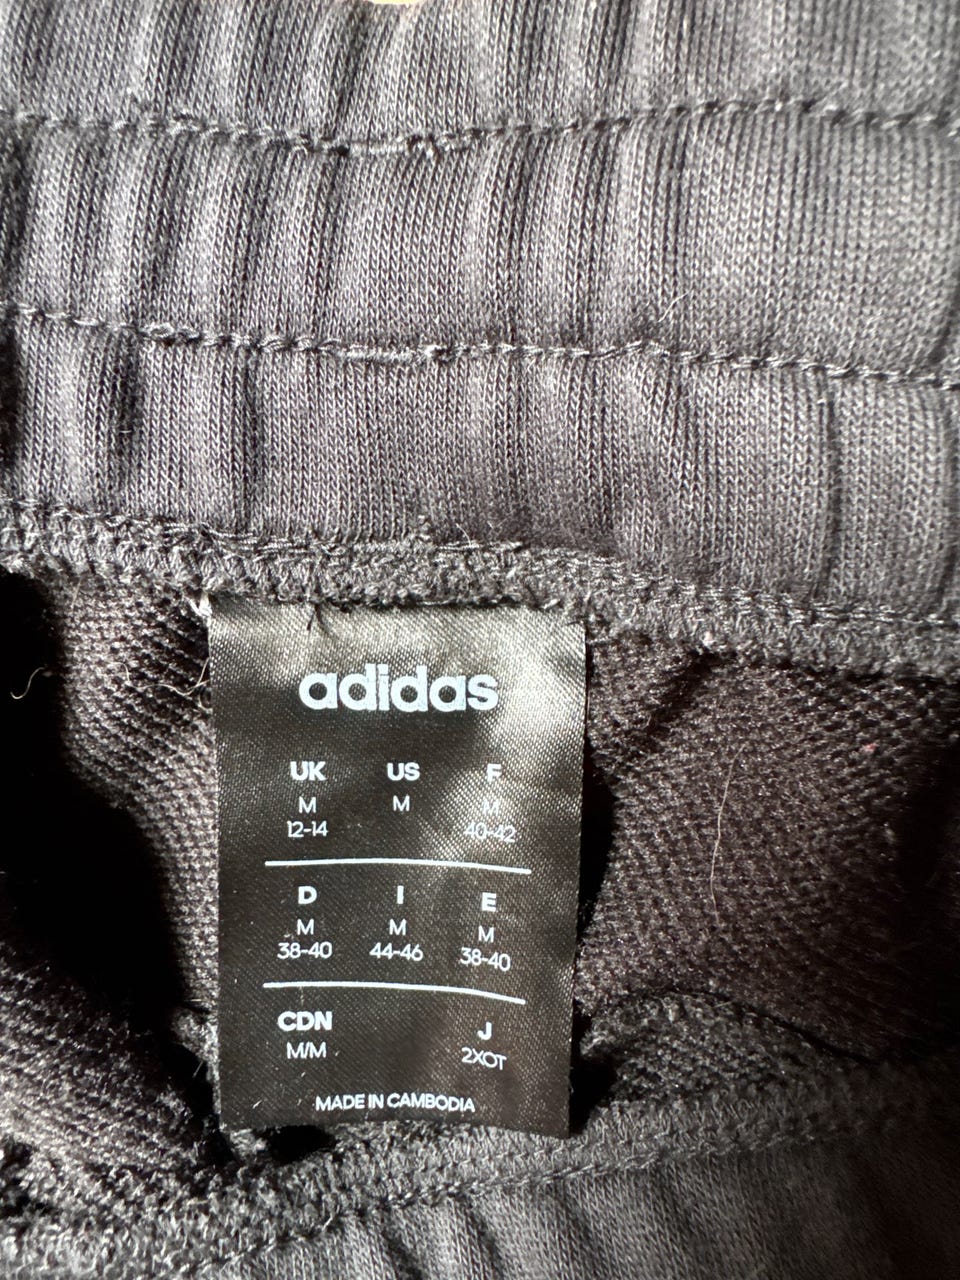 adidas
UK US F
M M M
12-14 40-42
D I E
M M M
38-40 44-46 38-40
CDN J
M/M 2XOT
MADE IN CAMBODIA